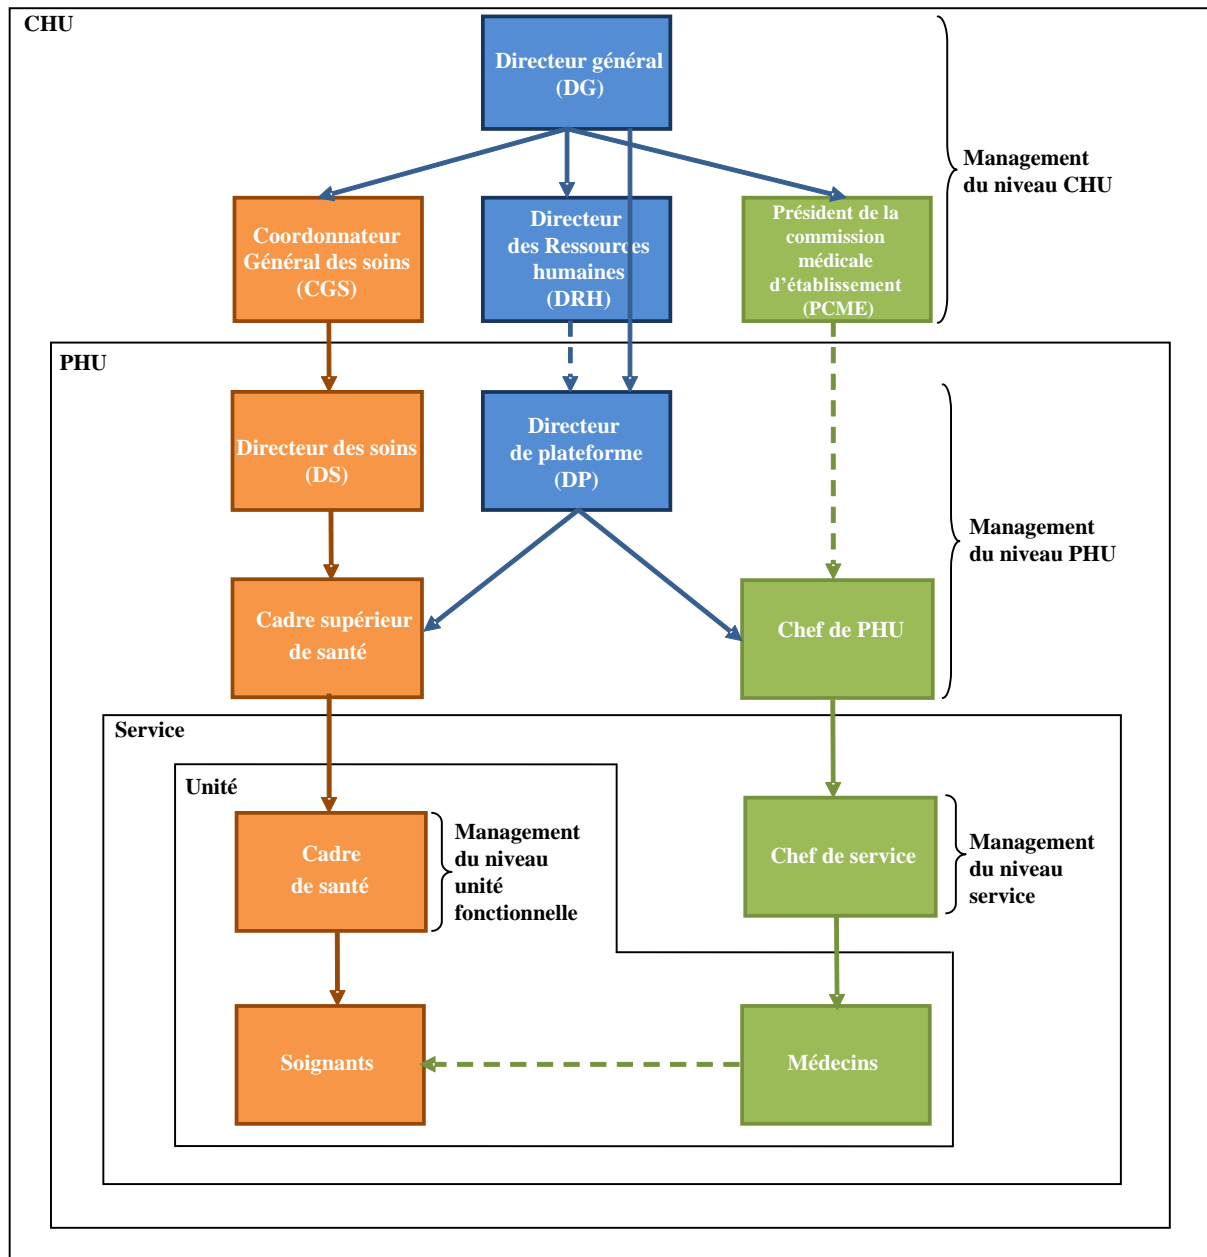 CHU
Directeur général
(DG)
Management
du niveau CHU
Coordonnateur
Général des soins
(CGS)
Directeur
des Ressources
humaines
(DRH)
Président de la
commission
médicale
d'établissement
(PCME)
PHU
Directeur des soins
(DS)
Directeur
de plateforme
(DP)
Management
du niveau PHU
Cadre supérieur
de santé
Chef de PHU
Service
Unité
Cadre
de santé
Management
du niveau
unité
fonctionnelle
Chef de service
Management
du niveau
service
Soignants
Médecins